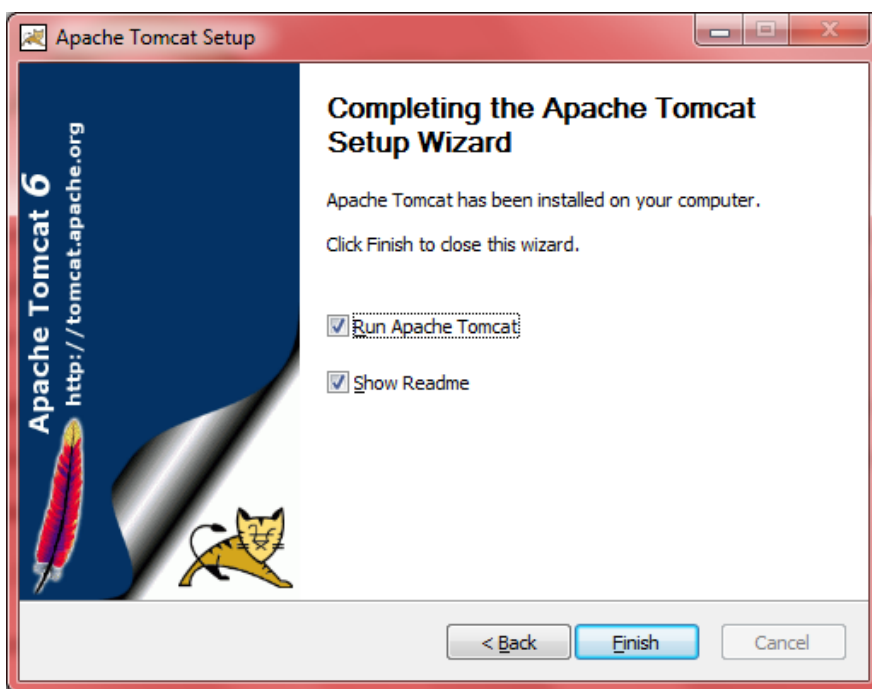 Apache Tomcat Setup
Apache Tomcat 6
http://tomcat.apache.org
Completing the Apache Tomcat
Setup Wizard
Apache Tomcat has been installed on your computer.
Click Finish to close this wizard.
Run Apache Tomcat
Show Readme
< Back
Finish
Cancel